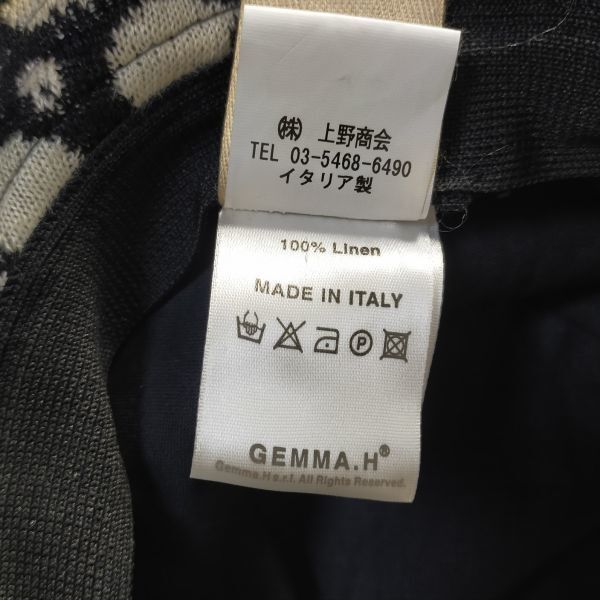 ㈱ 上野商会
TEL 03-5468-6490
イタリア製
100% Linen
MADE IN ITALY
P
GEMMA.H®
Gemma.H s.r.l. All Rights Reserved.